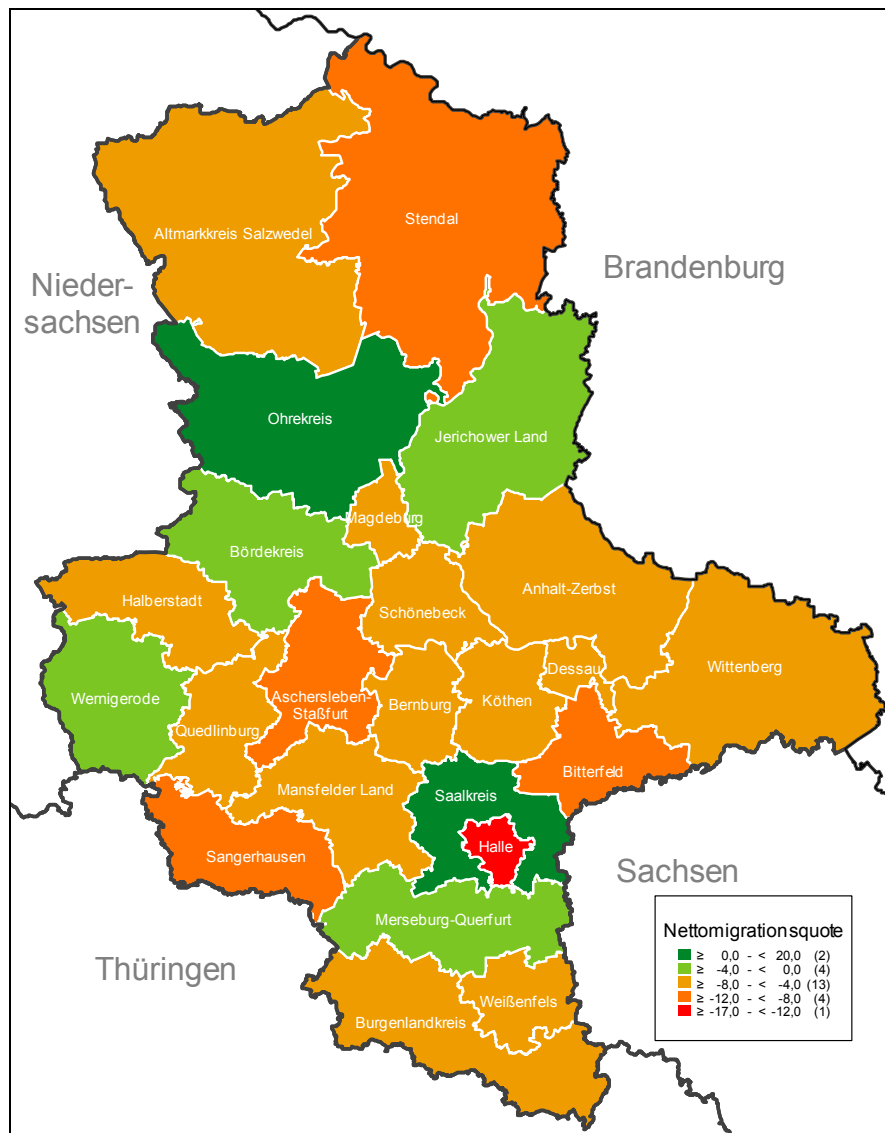 Stendal
Altmarkkreis Salzwedel
Brandenburg
Nieder-
sachsen
Ohrekreis
Jerichower Land
Magdeburg
Bördekreis
Anhalt-Zerbst
Halberstadt
Schönebeck
Dessau
Wittenberg
Wernigerode
Aschersleben-
Staßfurt
Bernburg
Köthen
Quedlinburg
Bitterfeld
Mansfelder Land
Saalkreis
Halle
Sangerhausen
Sachsen
Merseburg-Querfurt
Thüringen
Weißenfels
Burgenlandkreis
Nettomigrationsquote
≥ 0,0 - < 20,0 (2)
≥ -4,0 - < 0,0 (4)
≥ -8,0 - < -4,0 (13)
≥ -12,0 - < -8,0 (4)
≥ -17,0 - < -12,0 (1)